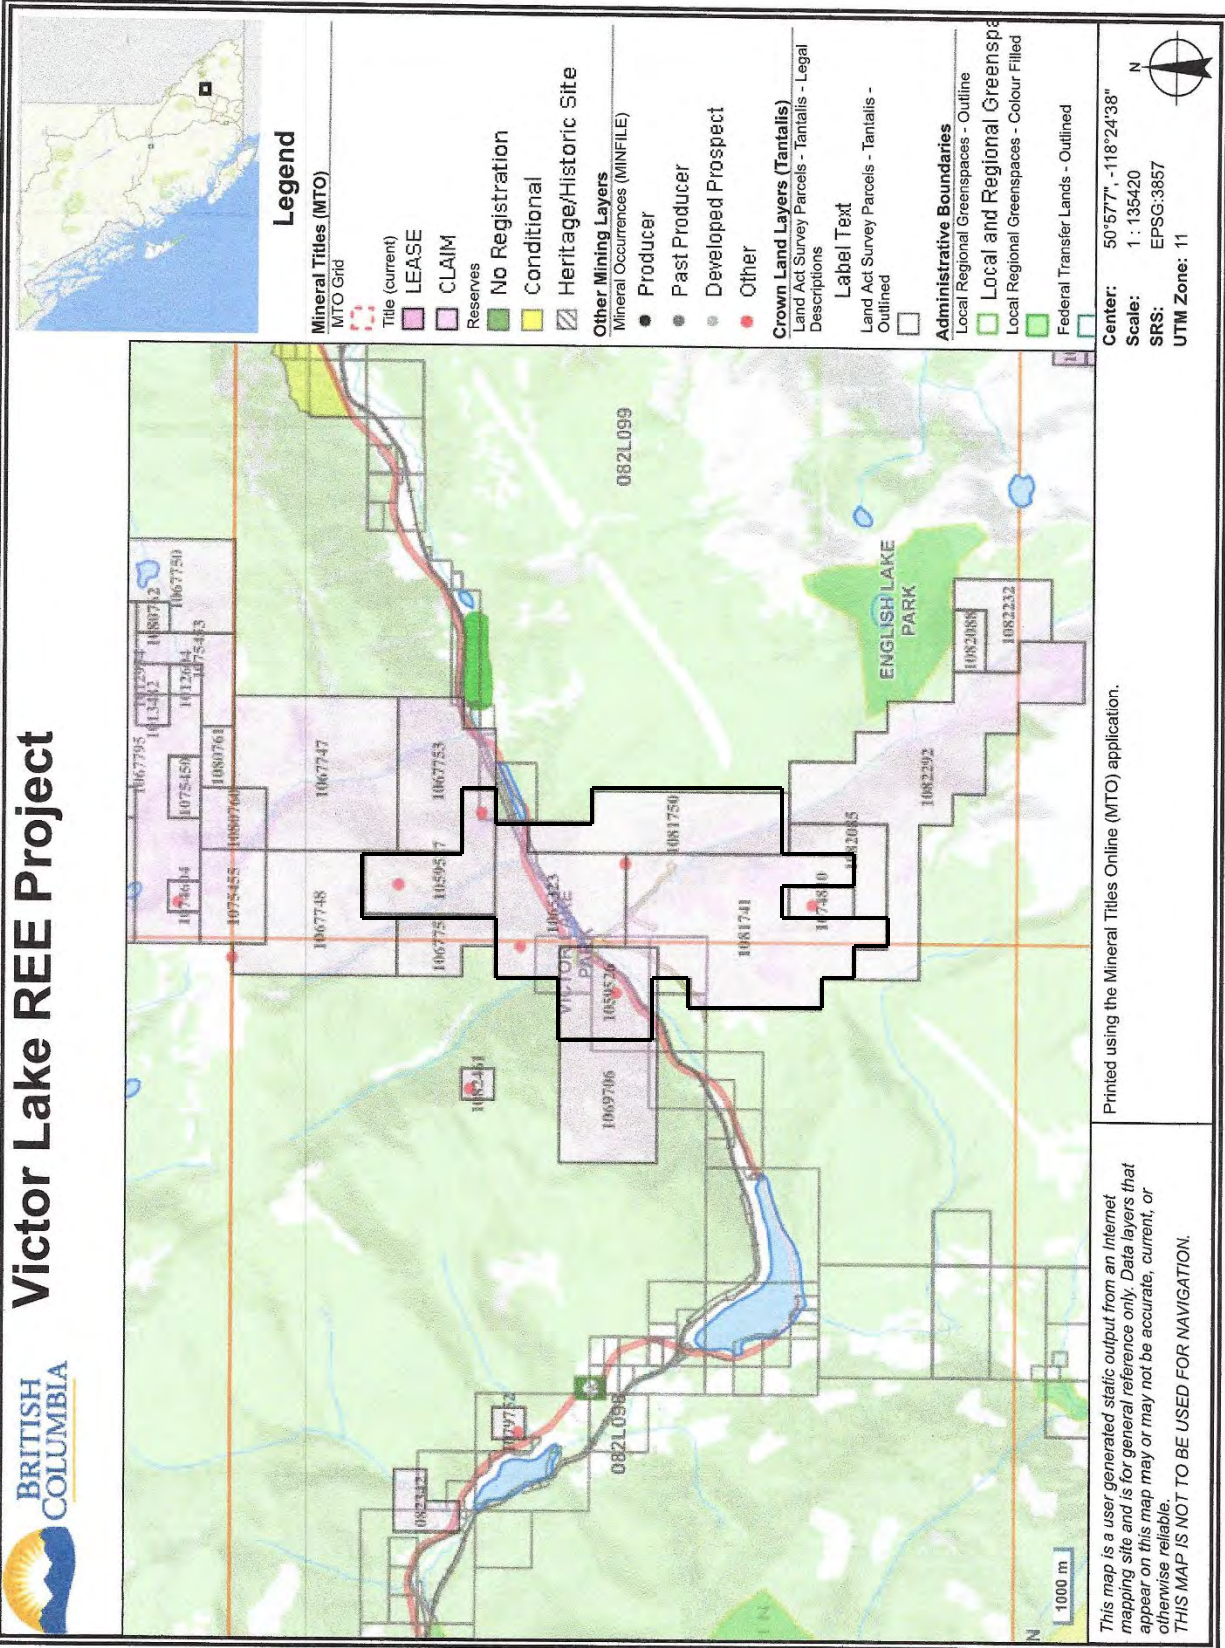 BRITISH
COLUMBIA
Victor Lake REE Project
Legend
Mineral Titles (MTO)
MTO Grid
Title (current)
LEASE
CLAIM
Reserves
No Registration
Conditional
Heritage/Historic Site
Other Mining Layers
Mineral Occurrences (MINFILE)
Producer
Past Producer
Developed Prospect
Other
Crown Land Layers (Tantalis)
Land Act Survey Parcels - Tantalis - Legal
Descriptions
Label Text
Land Act Survey Parcels - Tantalis -
Outlined
Administrative Boundaries
Local Regional Greenspaces - Outline
Local and Regional Greenspa
Local Regional Greenspaces - Colour Filled
Federal Transfer Lands - Outlined
1067795
1075450
1080761
1067750
1075455
1067748
1067747
1067753
1081750
1081741
1082292
1082232
1069706
082L099
ENGLISH LAKE
PARK
1000 m
N
This map is a user generated static output from an Internet
mapping site and is for general reference only. Data layers that
appear on this map may or may not be accurate, current, or
otherwise reliable.
THIS MAP IS NOT TO BE USED FOR NAVIGATION.
Printed using the Mineral Titles Online (MTO) application.
Center: 50°57'7", -118°24'38"
Scale: 1 : 135420
SRS: EPSG:3857
UTM Zone: 11
N